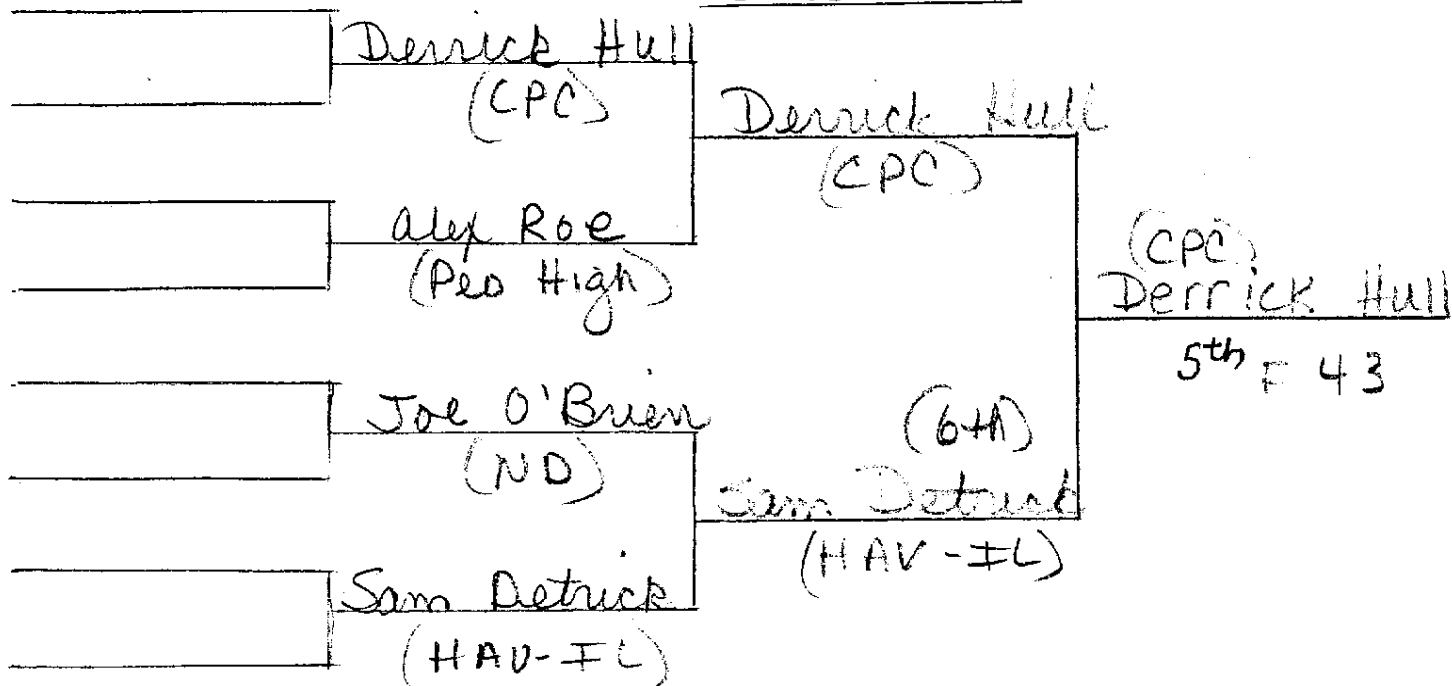 Derrick Hull
(CPC)
Alex Roe
(Peo High)
Joe O'Brien
(ND)
Sam Detrick
(HAV-IL)
Derrick Hull
(CPC)
(6th)
Sam Detrick
(HAV-IL)
(CPC)
Derrick Hull
5th F 43